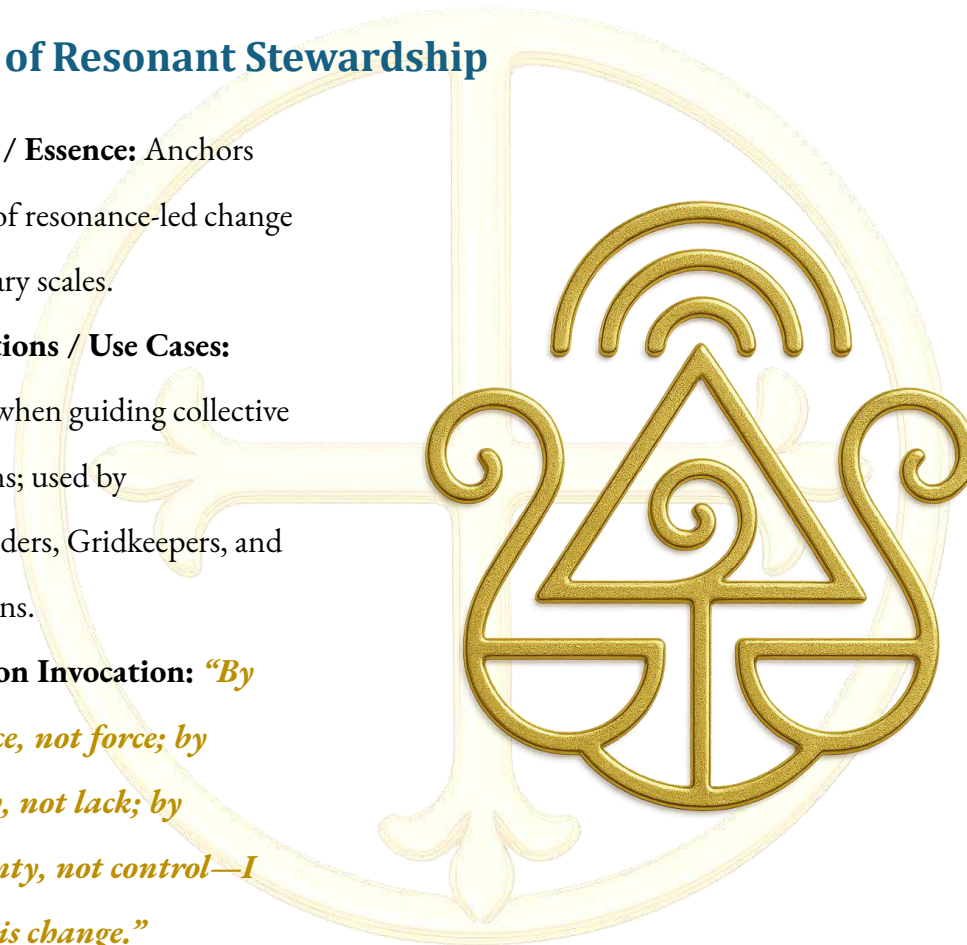 of Resonant Stewardship
/ Essence: Anchors
of resonance-led change
ary scales.
tions / Use Cases:
when guiding collective
ns; used by
ders, Gridkeepers, and
ns.
on Invocation: “By
ce, not force; by
, not lack; by
nty, not control—I
is change.”